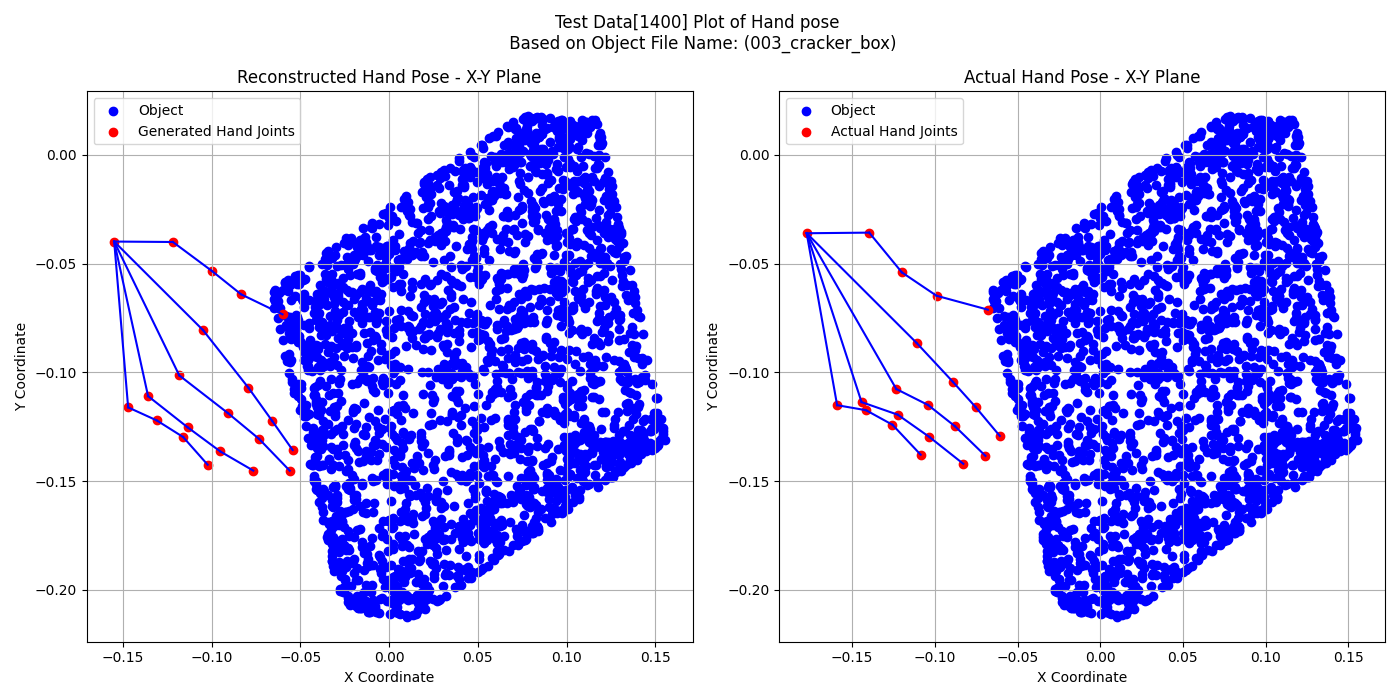 Test Data[1400] Plot of Hand pose
Based on Object File Name: (003_cracker_box)
Reconstructed Hand Pose - X-Y Plane
Object
Generated Hand Joints
0.00
−0.05
−0.10
−0.15
−0.20
Y Coordinate
−0.15 −0.10 −0.05 0.00 0.05 0.10 0.15
X Coordinate
Actual Hand Pose - X-Y Plane
Object
Actual Hand Joints
0.00
−0.05
−0.10
−0.15
−0.20
Y Coordinate
−0.15 −0.10 −0.05 0.00 0.05 0.10 0.15
X Coordinate